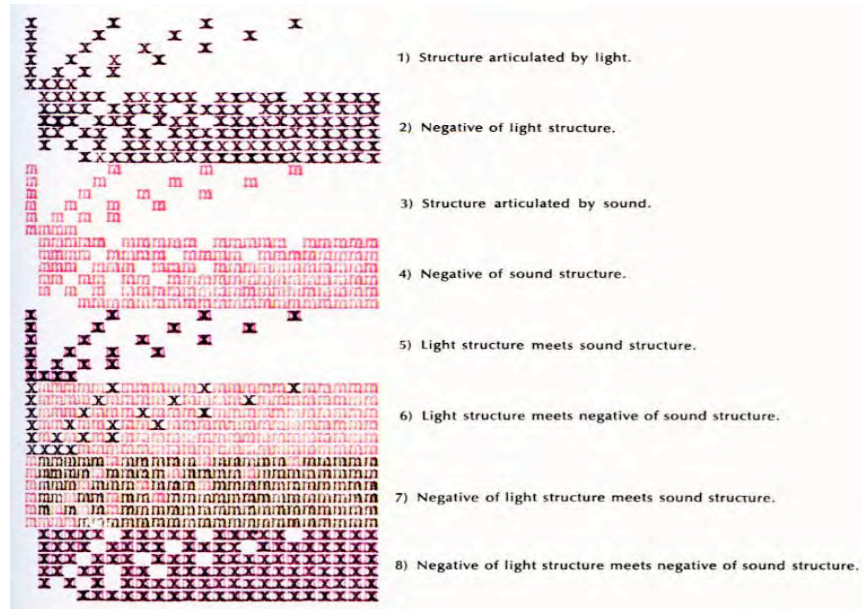 1) Structure articulated by light.
2) Negative of light structure.
3) Structure articulated by sound.
4) Negative of sound structure.
5) Light structure meets sound structure.
6) Light structure meets negative of sound structure.
7) Negative of light structure meets sound structure.
8) Negative of light structure meets negative of sound structure.